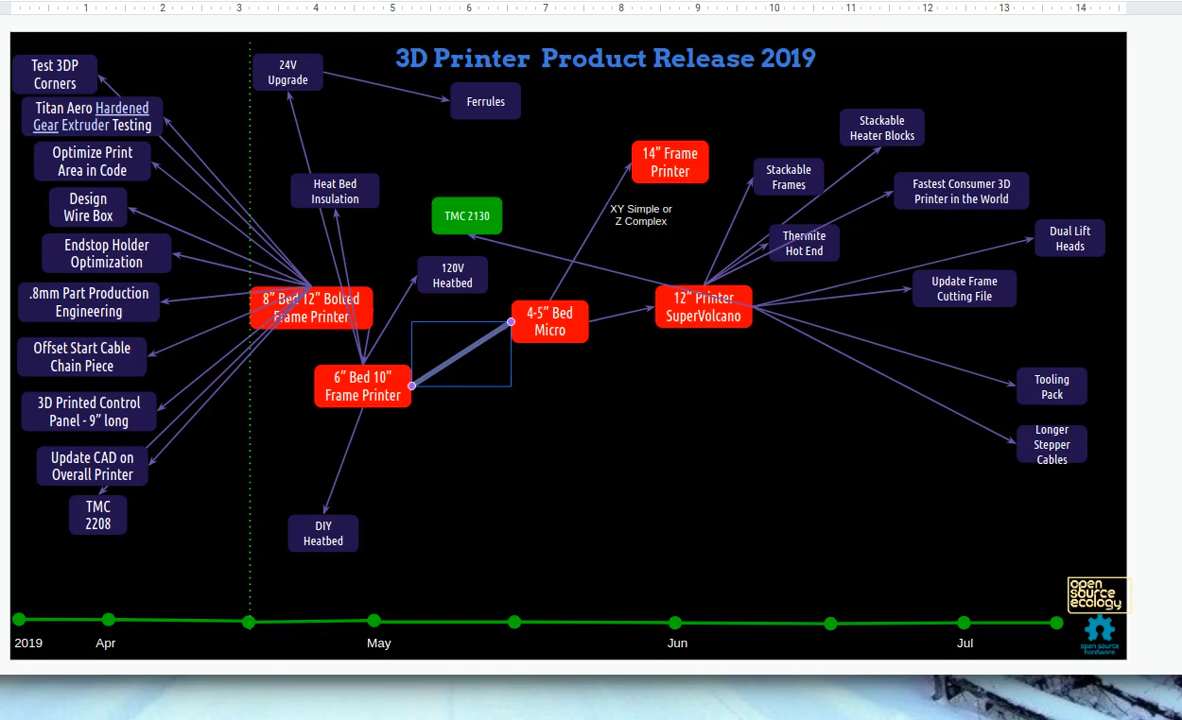 1 2 3 4 5 6 7 8 9 10 11 12 13 14
3D Printer Product Release 2019
Test 3DP
Corners
Titan Aero Hardened
Gear Extruder Testing
Optimize Print
Area in Code
Design
Wire Box
Endstop Holder
Optimization
.8mm Part Production
Engineering
Offset Start Cable
Chain Piece
3D Printed Control
Panel - 9” long
Update CAD on
Overall Printer
TMC
2208
24V
Upgrade
Ferrules
Heat Bed
Insulation
TMC 2130
120V
Heatbed
8” Bed 12” Bolted
Frame Printer
6” Bed 10”
Frame Printer
DIY
Heatbed
4-5” Bed
Micro
14” Frame
Printer
XY Simple or
Z Complex
12” Printer
SuperVolcano
Stackable
Heater Blocks
Stackable
Frames
Fastest Consumer 3D
Printer in the World
Thermite
Hot End
Dual Lift
Heads
Update Frame
Cutting File
Tooling
Pack
Longer
Stepper
Cables
open
source
ecology
open source
hardware
2019 Apr May Jun Jul